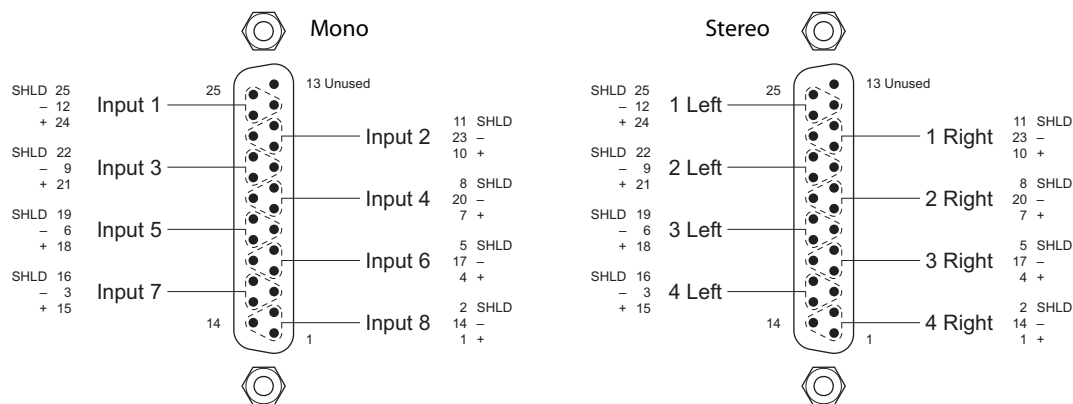 Mono
13 Unused
25
SHLD 25
– 12
+ 24
Input 1
11 SHLD
23 –
10 +
Input 2
SHLD 22
– 9
+ 21
Input 3
8 SHLD
20 –
7 +
Input 4
SHLD 19
– 6
+ 18
Input 5
5 SHLD
17 –
4 +
Input 6
SHLD 16
– 3
+ 15
Input 7
2 SHLD
14 –
1 +
Input 8
14
1
Stereo
13 Unused
25
SHLD 25
– 12
+ 24
1 Left
11 SHLD
23 –
10 +
1 Right
SHLD 22
– 9
+ 21
2 Left
8 SHLD
20 –
7 +
2 Right
SHLD 19
– 6
+ 18
3 Left
5 SHLD
17 –
4 +
3 Right
SHLD 16
– 3
+ 15
4 Left
2 SHLD
14 –
1 +
4 Right
14
1